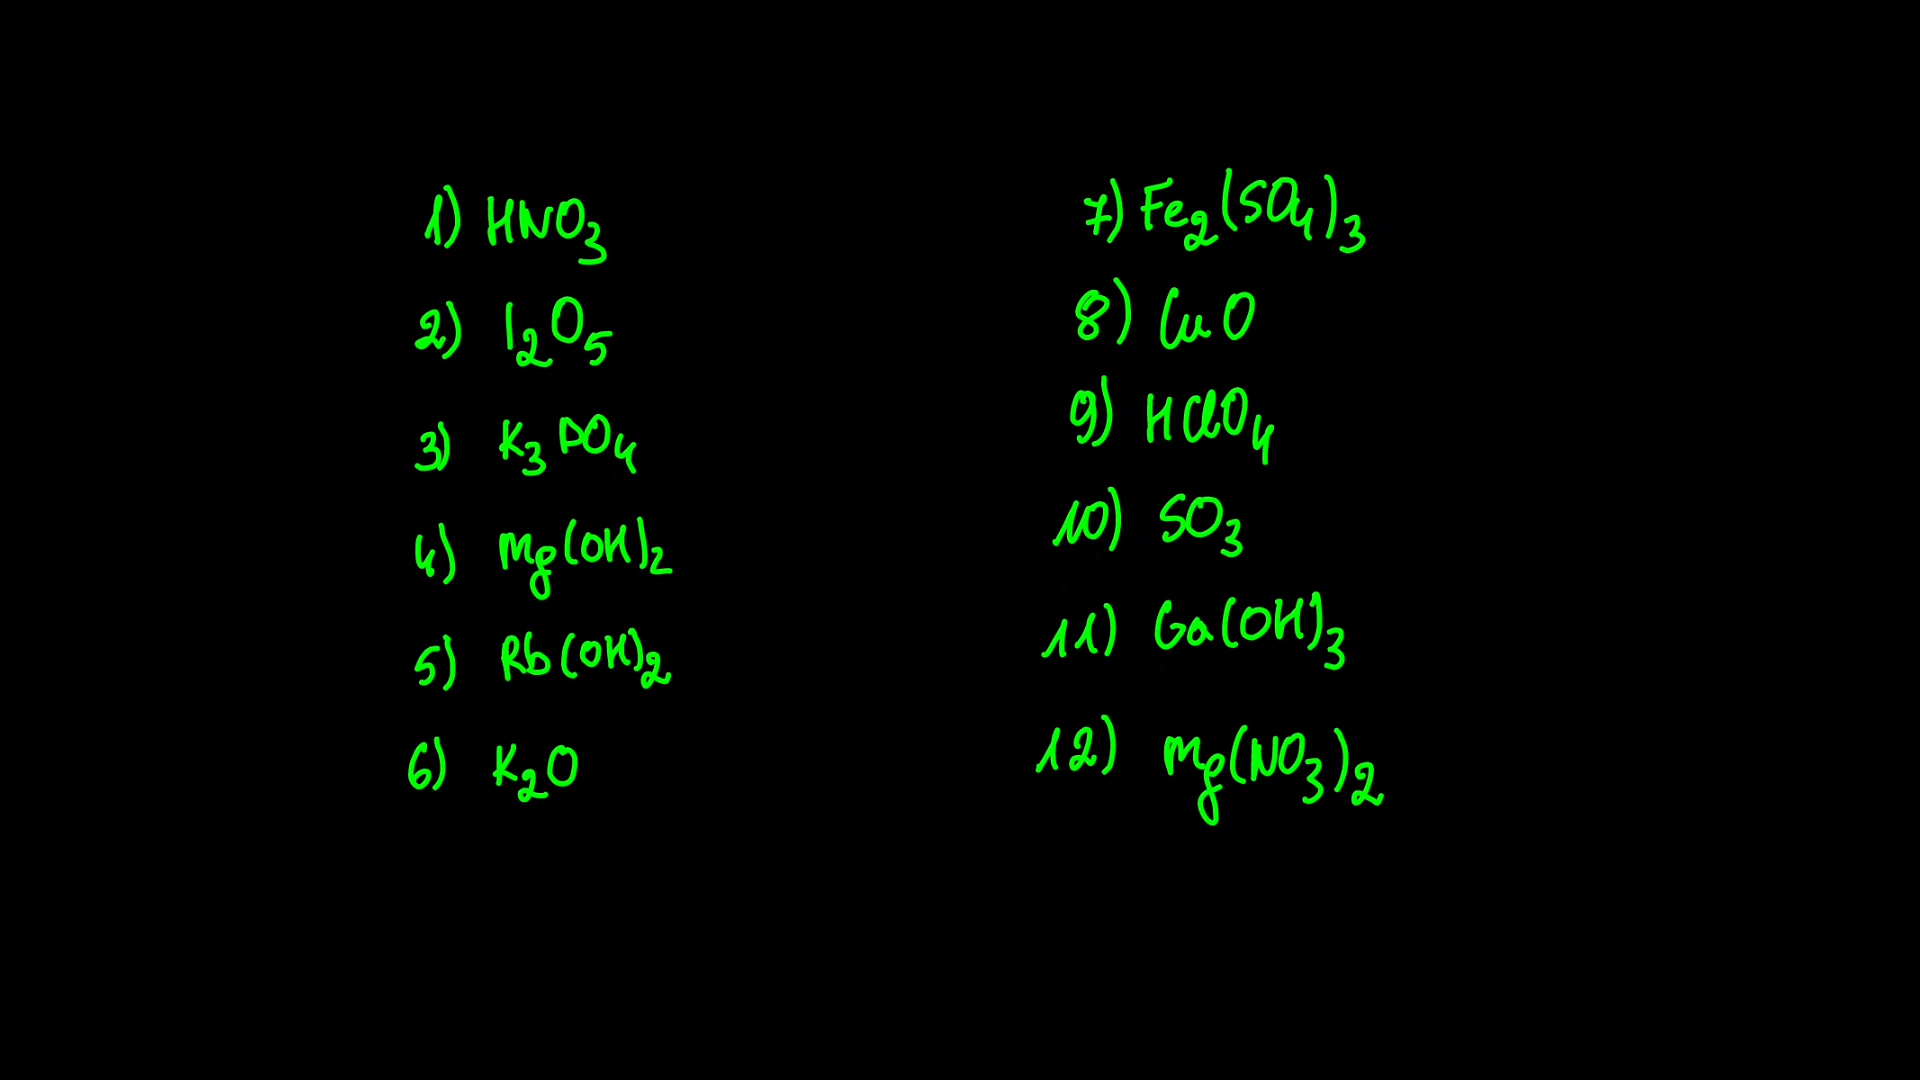 1) HNO₃
2) I₂O₅
3) K₃PO₄
4) Mg(OH)₂
5) Rb(OH)₂
6) K₂O
7) Fe₂(SO₄)₃
8) CuO
9) HClO₄
10) SO₃
11) Ga(OH)₃
12) Mg(NO₃)₂